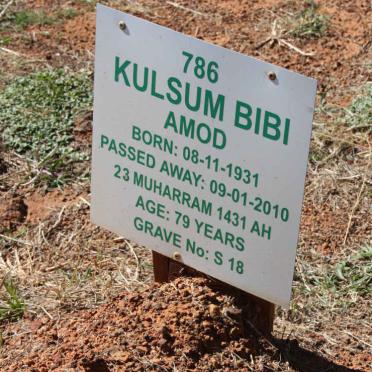 786
KULSUM BIBI
AMOD
BORN: 08-11-1931
PASSED AWAY: 09-01-2010
23 MUHARRAM 1431 AH
AGE: 79 YEARS
GRAVE No: S 18